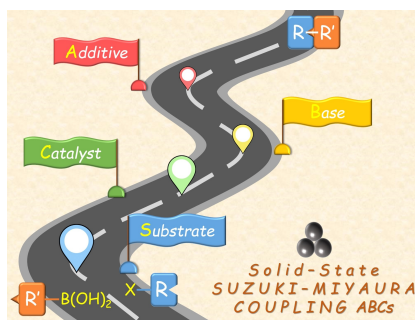 R–R'
Additive
Base
Catalyst
Substrate
R'–B(OH)₂
X–R
Solid-State
SUZUKI-MIYAURA
COUPLING ABCs